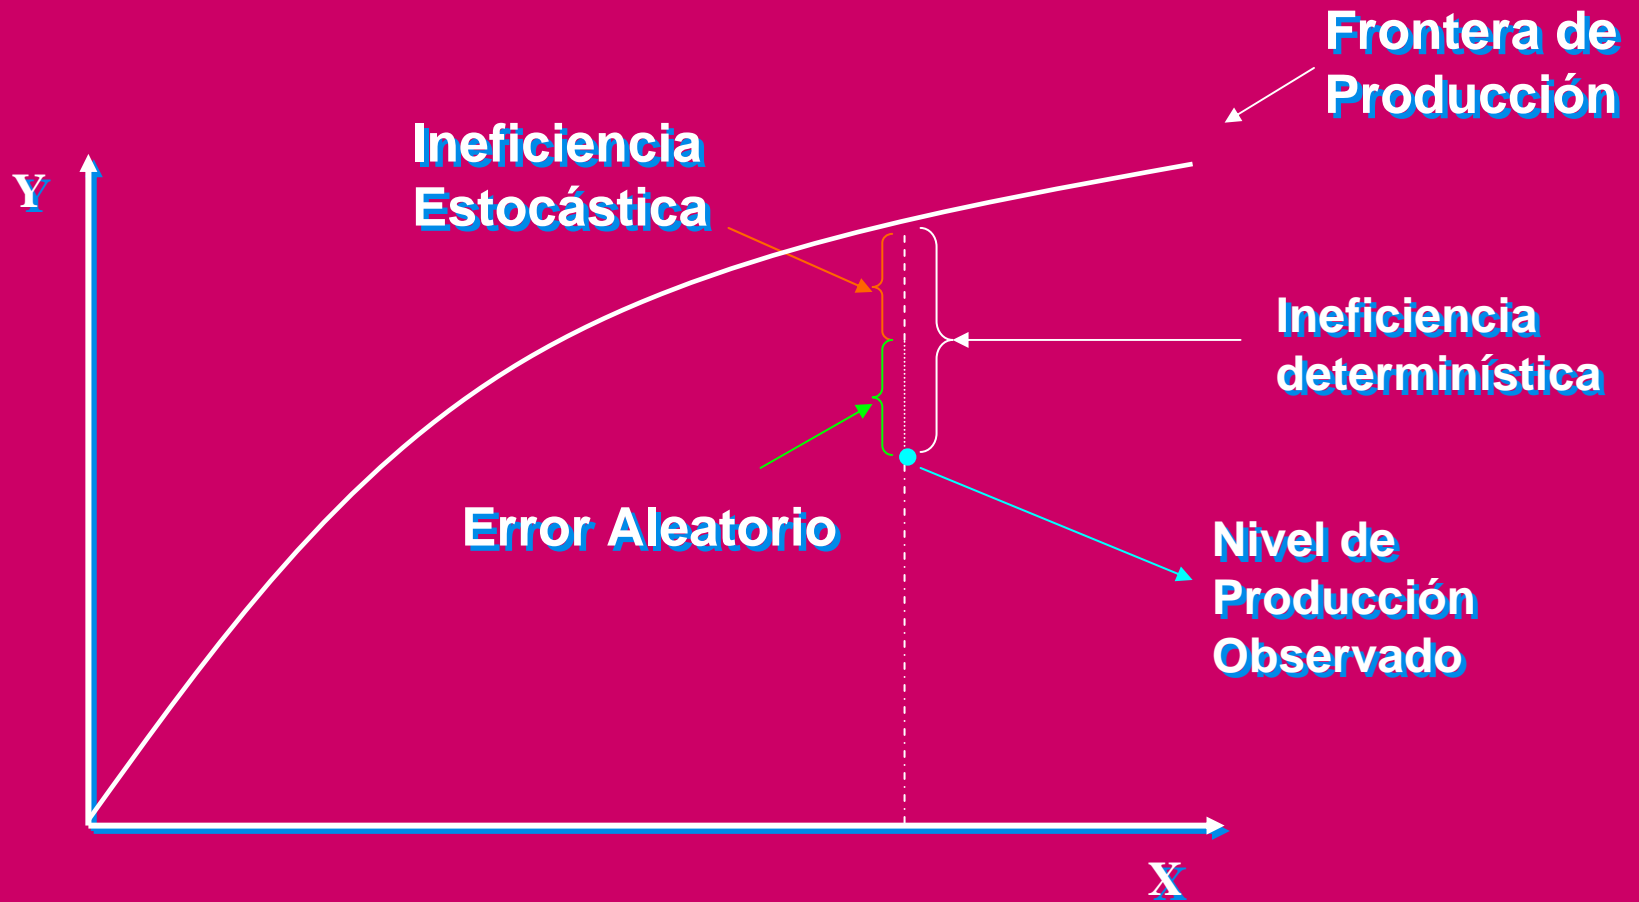 Frontera de
Producción
Ineficiencia
Estocástica
Y
Ineficiencia
determinística
Error Aleatorio
Nivel de
Producción
Observado
X